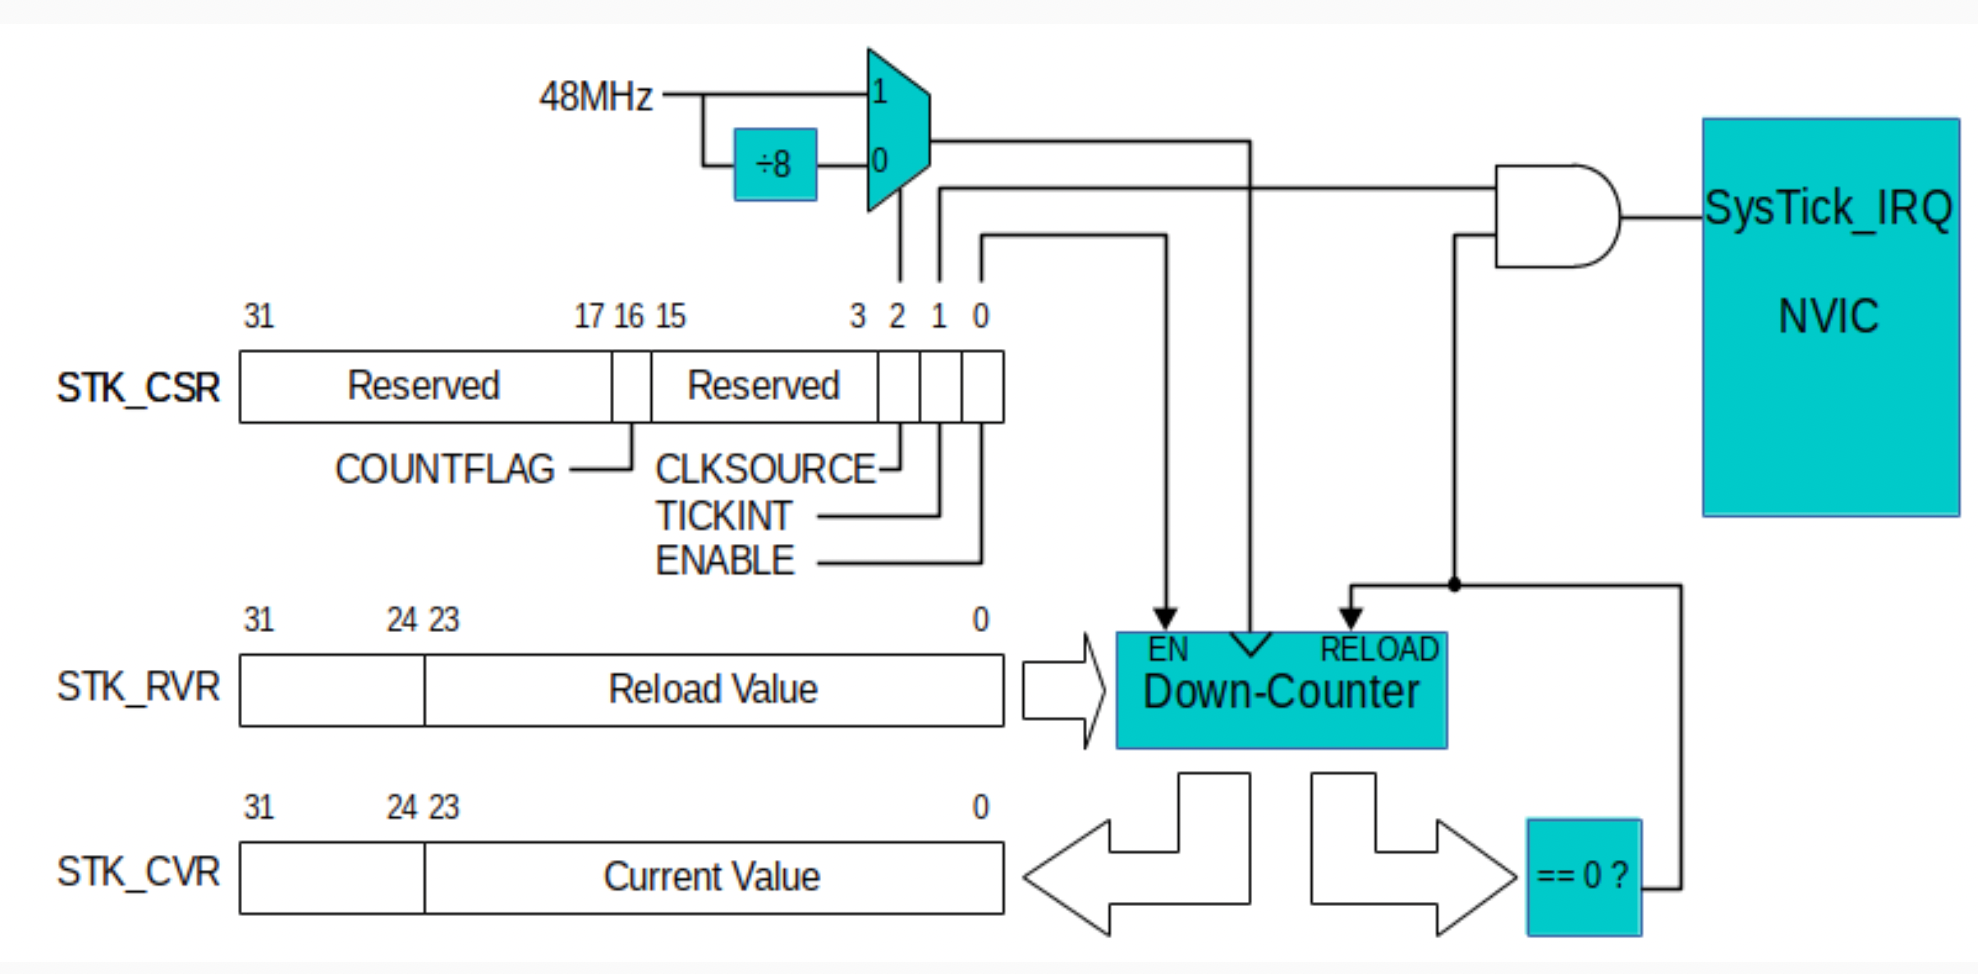 48MHz
1
÷8
0
SysTick_IRQ
NVIC
31 17 16 15 3 2 1 0
STK_CSR Reserved Reserved
COUNTFLAG CLKSOURCE
TICKINT
ENABLE
31 24 23 0
EN RELOAD
STK_RVR Reload Value Down-Counter
31 24 23 0
STK_CVR Current Value == 0 ?